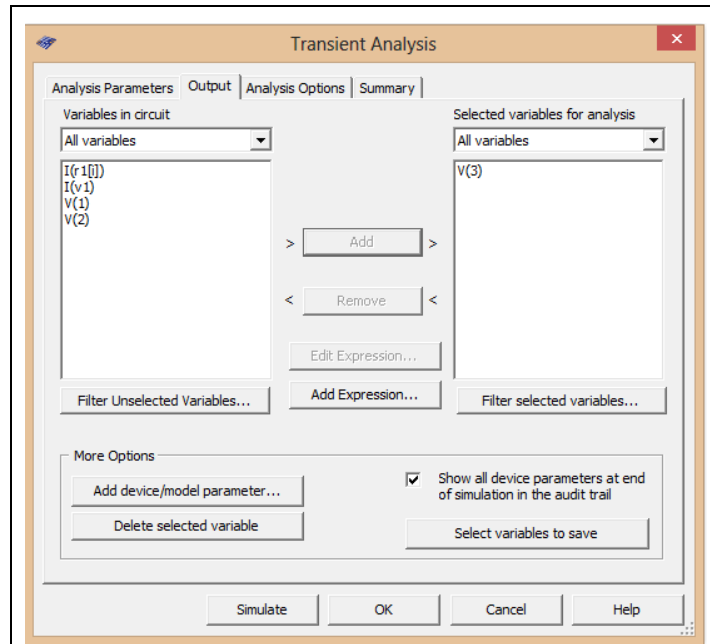 Transient Analysis
Analysis Parameters Output Analysis Options Summary
Variables in circuit
All variables
I(r1[i])
I(v1)
V(1)
V(2)
> Add >
< Remove <
Edit Expression...
Add Expression...
Filter Unselected Variables...
Selected variables for analysis
All variables
V(3)
Filter selected variables...
More Options
Add device/model parameter...
Delete selected variable
Show all device parameters at end
of simulation in the audit trail
Select variables to save
Simulate OK Cancel Help